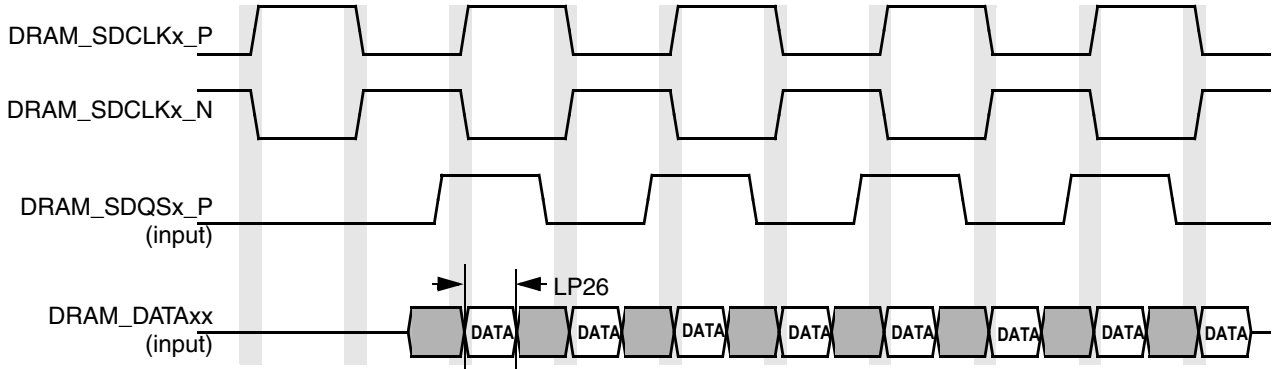 DRAM_SDCLKx_P
DRAM_SDCLKx_N
DRAM_SDQSx_P
(input)
LP26
DRAM_DATAxx
(input)
DATA DATA DATA DATA DATA DATA DATA DATA